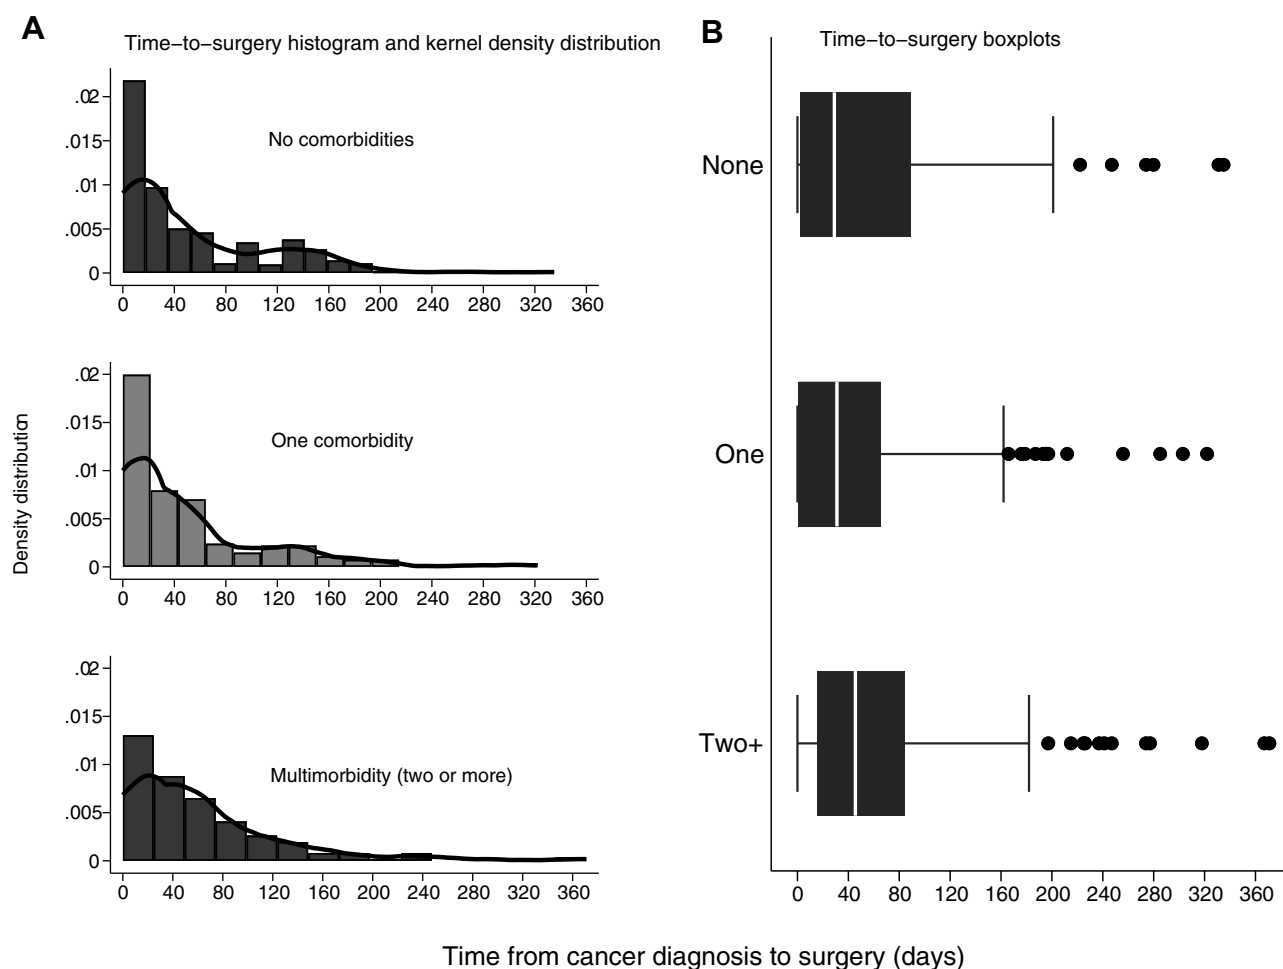 A
Time-to-surgery histogram and kernel density distribution
.02
.015
.01
.005
0
No comorbidities
0 40 80 120 160 200 240 280 320 360
.02
.015
.01
.005
0
One comorbidity
0 40 80 120 160 200 240 280 320 360
.02
.015
.01
.005
0
Multimorbidity (two or more)
0 40 80 120 160 200 240 280 320 360
Density distribution
B
Time-to-surgery boxplots
None
One
Two+
0 40 80 120 160 200 240 280 320 360
Time from cancer diagnosis to surgery (days)